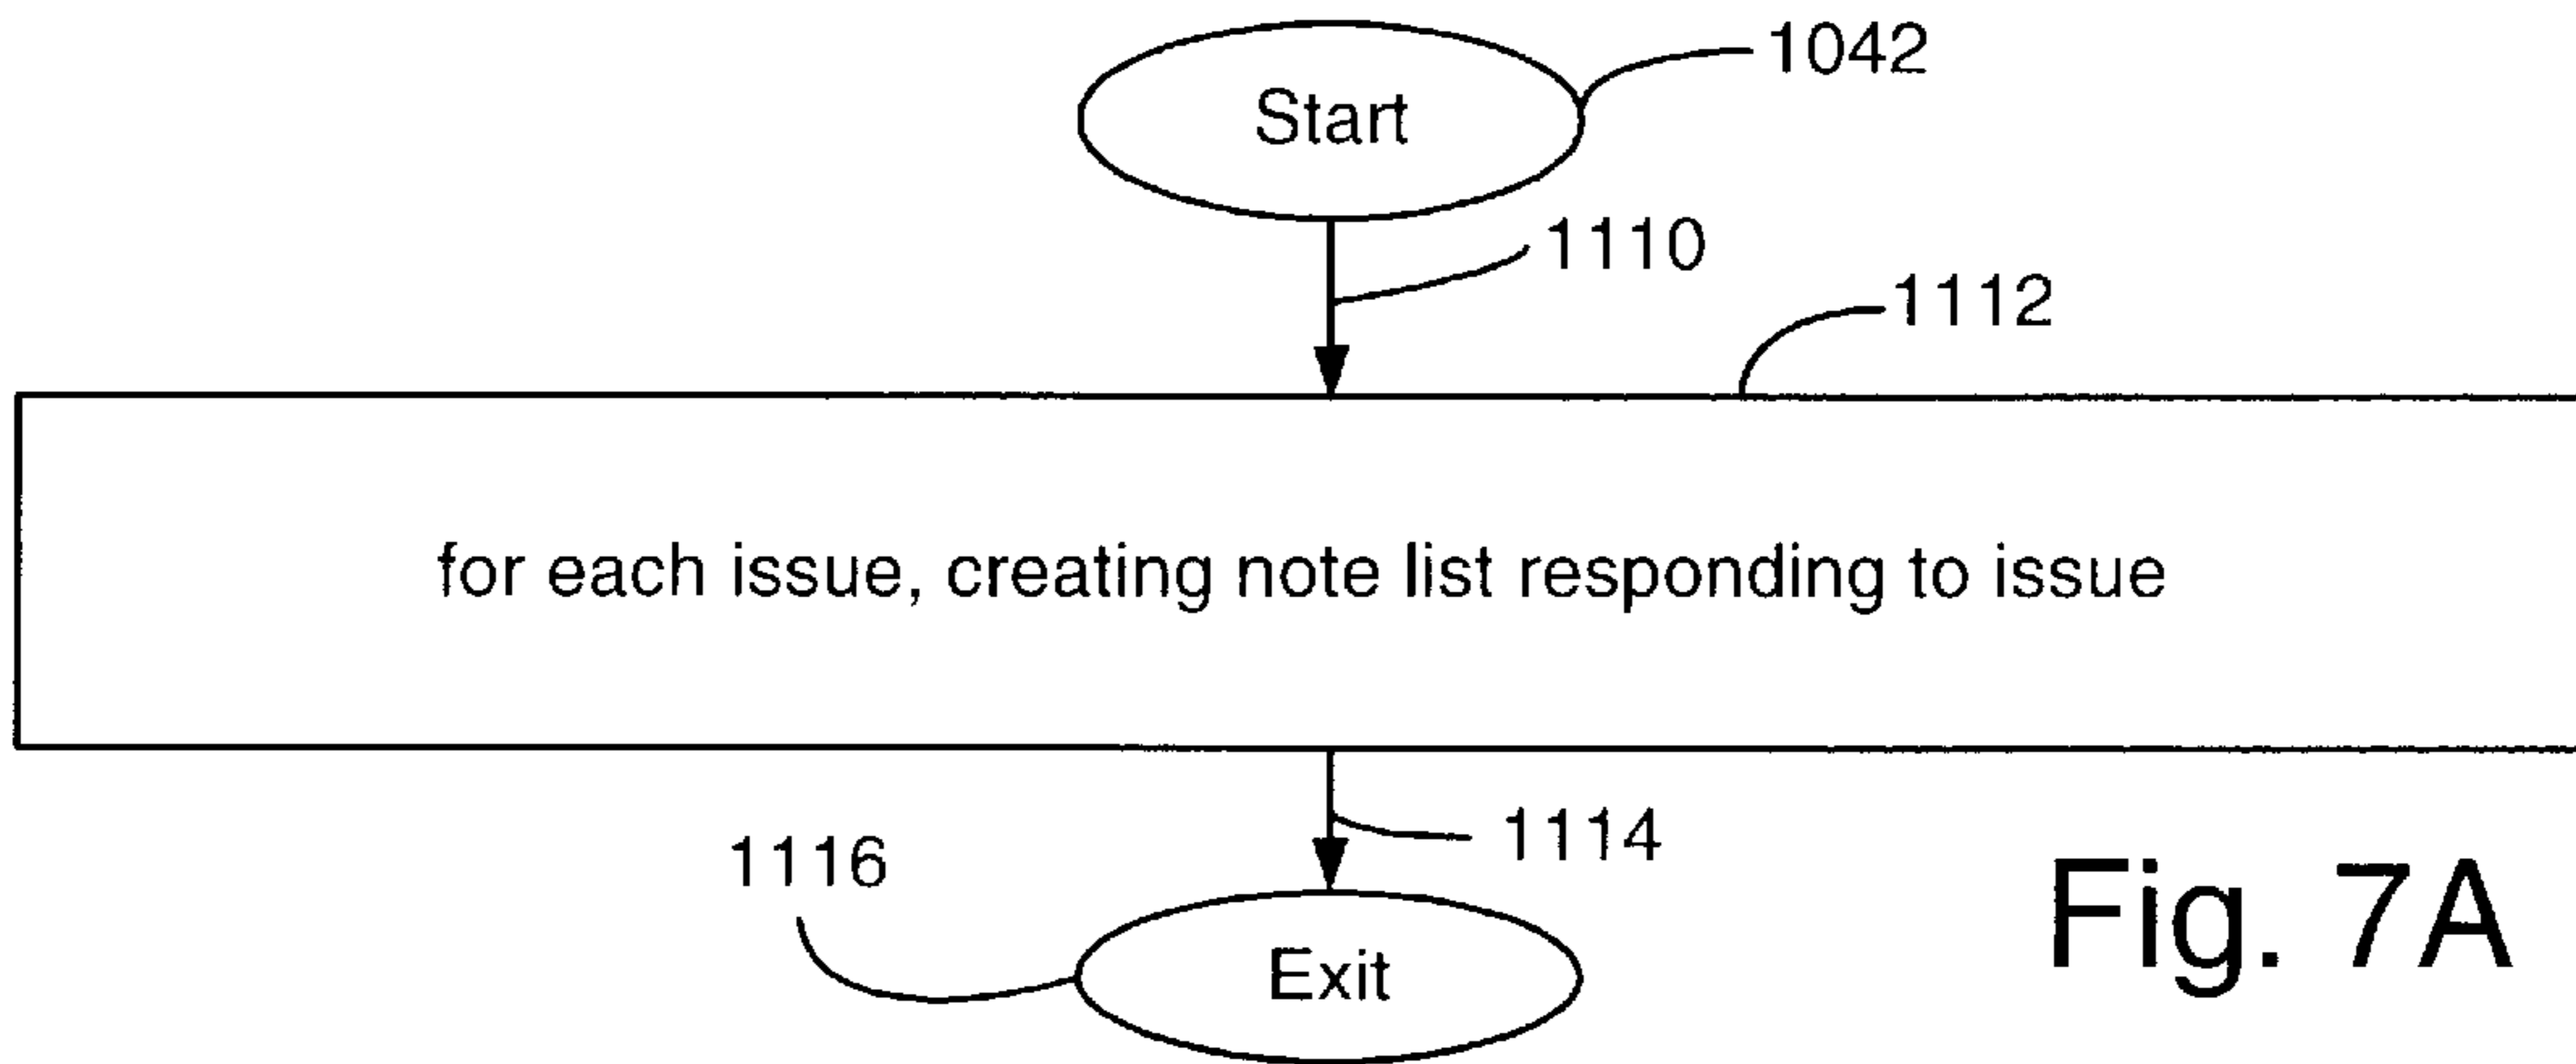 1042
Start
1110
1112
for each issue, creating note list responding to issue
1114
1116
Exit
Fig. 7A